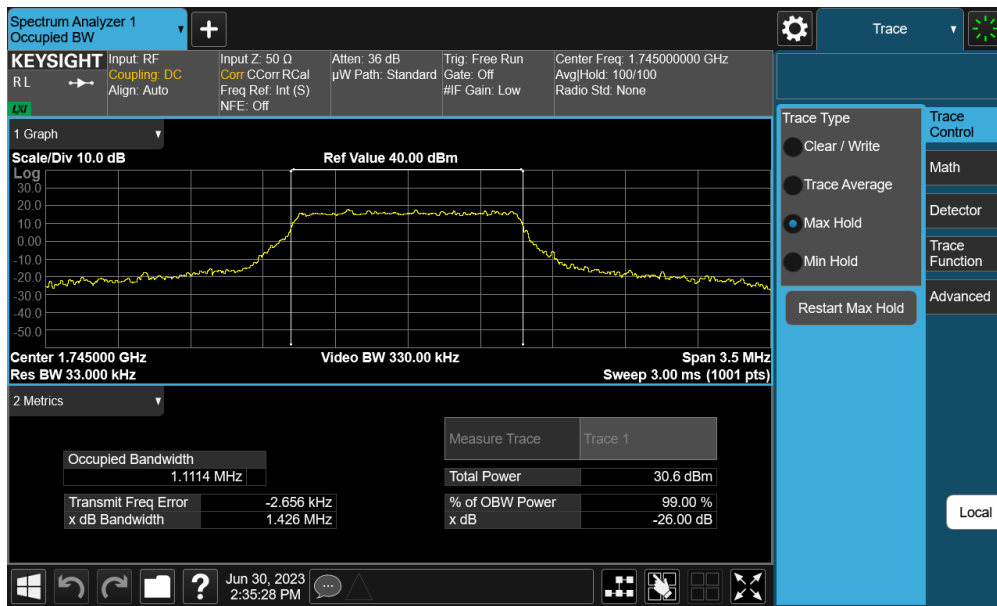 Spectrum Analyzer 1
Occupied BW
Trace
KEYSIGHT
R L
LXI
Input: RF
Coupling: DC
Align: Auto
Input Z: 50 Ω
Corr CCorr RCal
Freq Ref: Int (S)
NFE: Off
Atten: 36 dB
µW Path: Standard
Trig: Free Run
Gate: Off
#IF Gain: Low
Center Freq: 1.745000000 GHz
Avg|Hold: 100/100
Radio Std: None
1 Graph
Scale/Div 10.0 dB
Ref Value 40.00 dBm
Log
30.0
20.0
10.0
0.00
-10.0
-20.0
-30.0
-40.0
-50.0
Center 1.745000 GHz
Video BW 330.00 kHz
Span 3.5 MHz
Res BW 33.000 kHz
Sweep 3.00 ms (1001 pts)
2 Metrics
Measure Trace
Trace 1
Occupied Bandwidth
1.1114 MHz
Total Power
30.6 dBm
Transmit Freq Error
-2.656 kHz
% of OBW Power
99.00 %
x dB Bandwidth
1.426 MHz
x dB
-26.00 dB
Trace Type
Clear / Write
Trace Average
Max Hold
Min Hold
Restart Max Hold
Trace
Control
Math
Detector
Trace
Function
Advanced
Local
?
Jun 30, 2023
2:35:28 PM